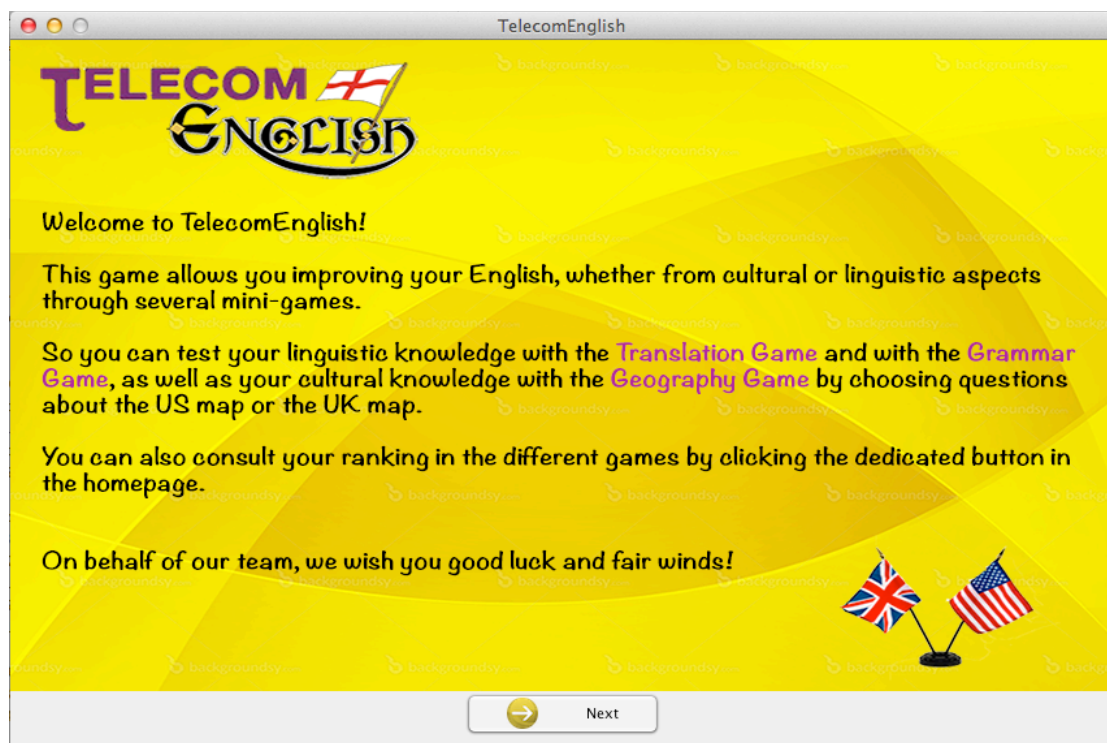 TelecomEnglish
TELECOM
ENGLISH
Welcome to TelecomEnglish!
This game allows you improving your English, whether from cultural or linguistic aspects
through several mini-games.
So you can test your linguistic knowledge with the Translation Game and with the Grammar
Game, as well as your cultural knowledge with the Geography Game by choosing questions
about the US map or the UK map.
You can also consult your ranking in the different games by clicking the dedicated button in
the homepage.
On behalf of our team, we wish you good luck and fair winds!
Next